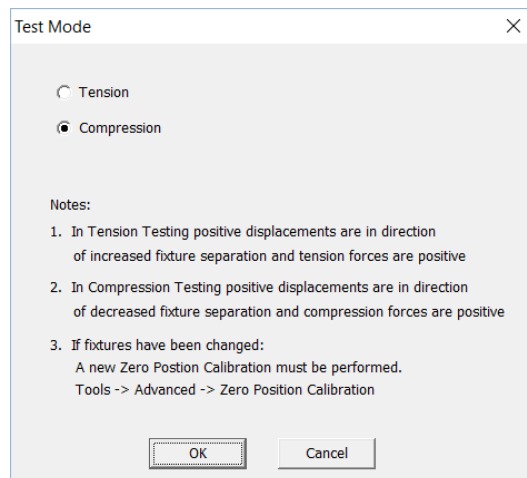 Test Mode
Tension
Compression
Notes:
1. In Tension Testing positive displacements are in direction
of increased fixture separation and tension forces are positive
2. In Compression Testing positive displacements are in direction
of decreased fixture separation and compression forces are positive
3. If fixtures have been changed:
A new Zero Postion Calibration must be performed.
Tools -> Advanced -> Zero Position Calibration
OK Cancel